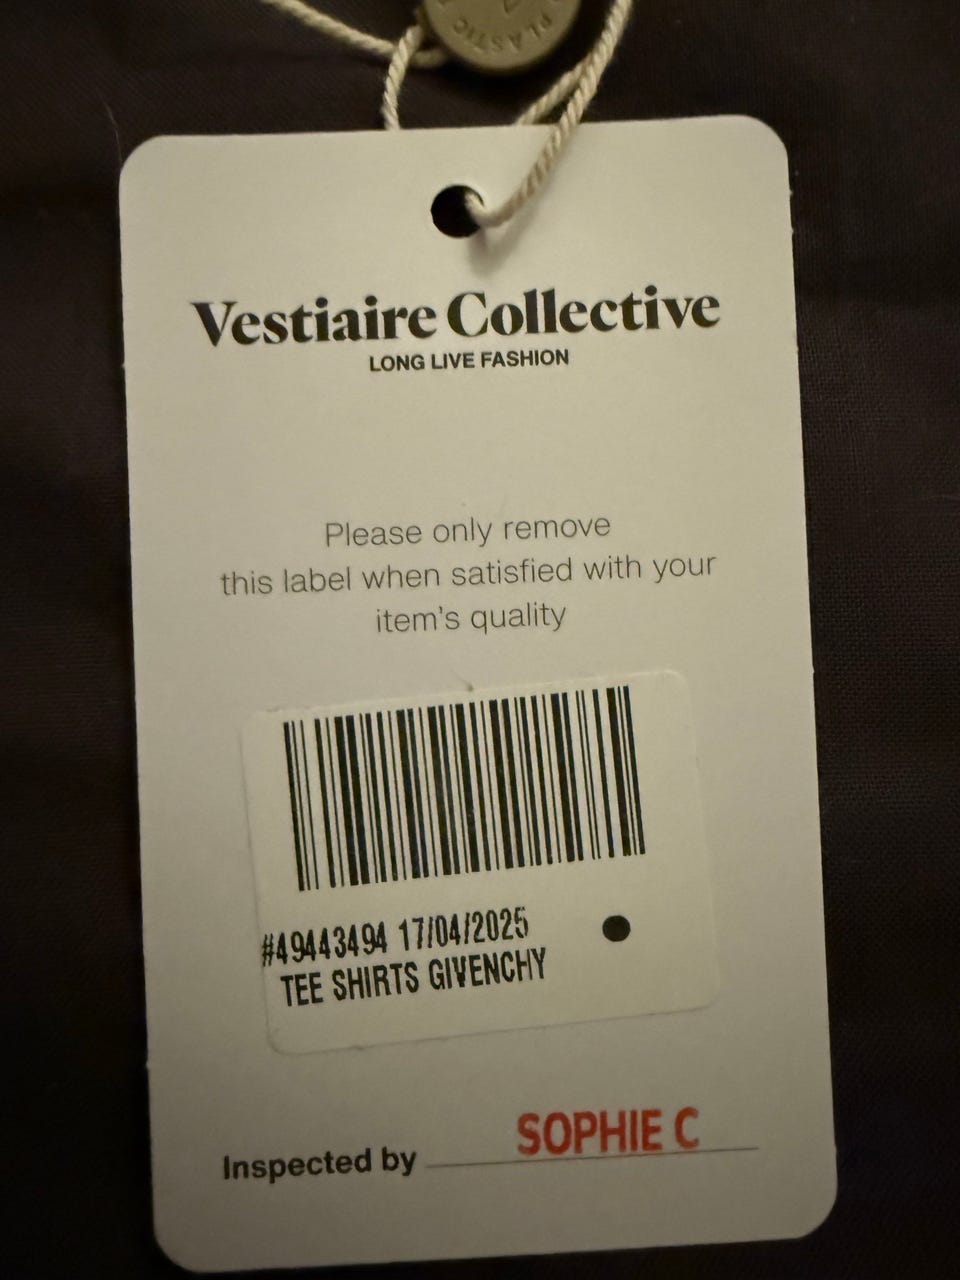 PLASTIC
Vestiaire Collective
LONG LIVE FASHION
Please only remove
this label when satisfied with your
item's quality
#49443494 17/04/2025
TEE SHIRTS GIVENCHY
SOPHIE C
Inspected by